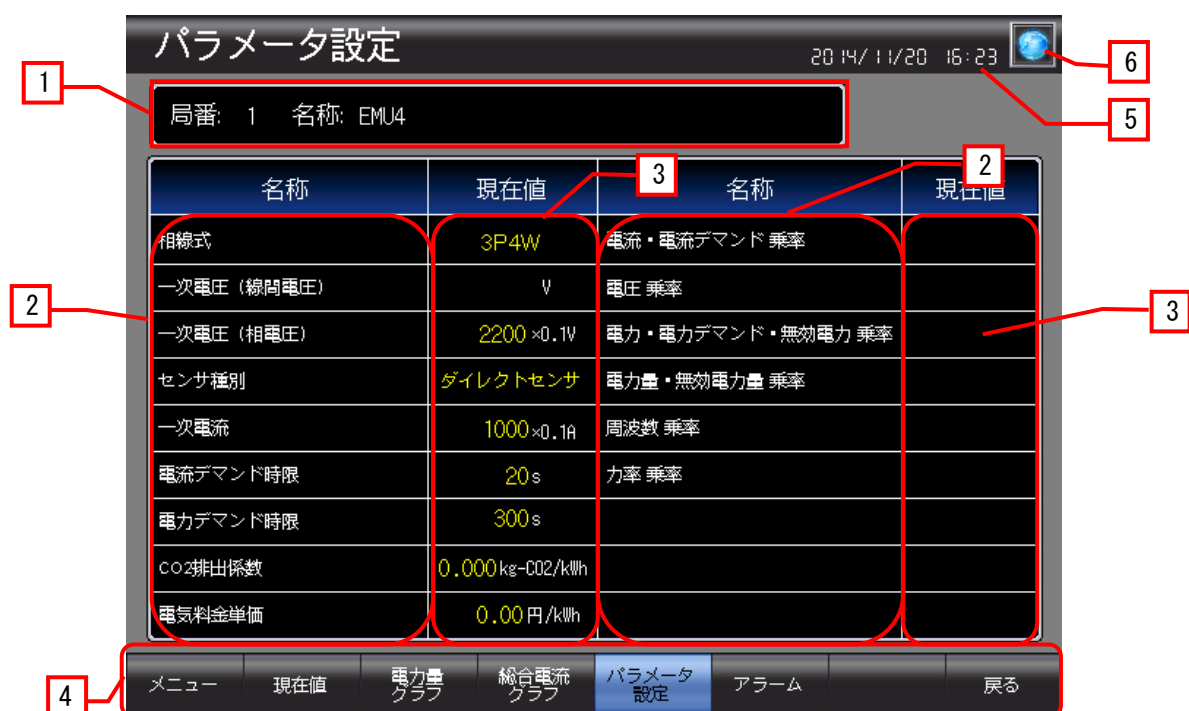 パラメータ設定
2014/11/20 16:23
6
1
局番: 1 名称: EMU4
5
名称 現在値 名称 現在値
3
2
相線式 3P4W 電流・電流デマンド 乗率
一次電圧（線間電圧） V 電圧 乗率
2
3
一次電圧（相電圧） 2200 ×0.1V 電力・電力デマンド・無効電力 乗率
センサ種別 ダイレクトセンサ 電力量・無効電力量 乗率
一次電流 1000 ×0.1A 周波数 乗率
電流デマンド時限 20 s 力率 乗率
電力デマンド時限 300 s
CO2排出係数 0.000 kg-CO2/kWh
電気料金単価 0.00 円/kWh
4
メニュー 現在値 電力量グラフ 総合電流グラフ パラメータ設定 アラーム 戻る